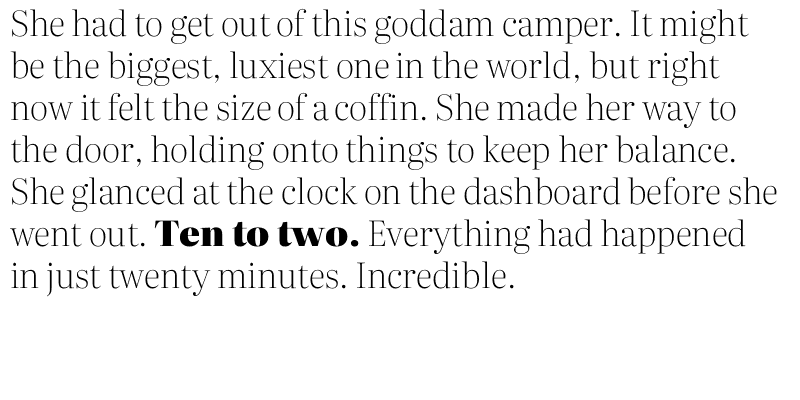 She had to get out of this goddam camper. It might
be the biggest, luxiest one in the world, but right
now it felt the size of a coffin. She made her way to
the door, holding onto things to keep her balance.
She glanced at the clock on the dashboard before she
went out. Ten to two. Everything had happened
in just twenty minutes. Incredible.